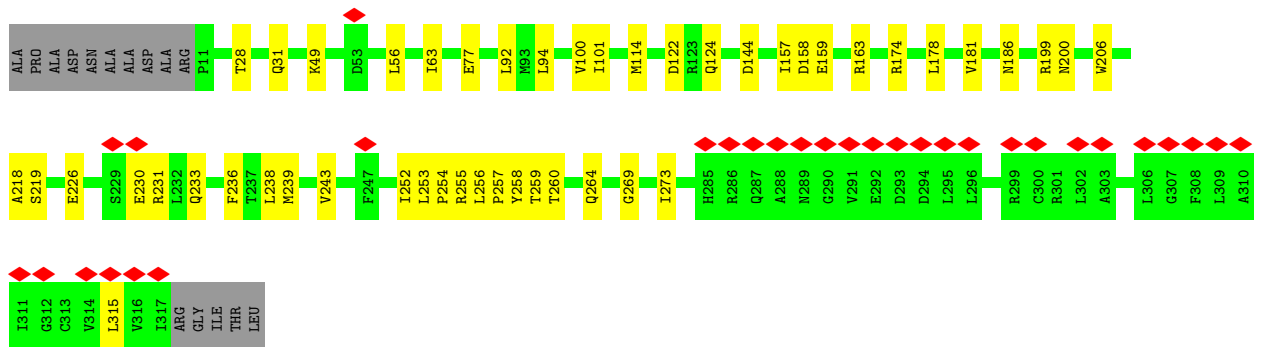 ALA PRO ALA ASP ASN ALA ALA ASP ALA ARG P11 T28 Q31 K49 D53 L56 I63 E77 L92 M93 L94 V100 I101 M114 D122 R123 Q124 D144 I157 D158 E159 R163 R174 L178 V181 N186 R199 N200 W206
A218 S219 E226 S229 E230 R231 L232 Q233 F236 T237 L238 M239 V243 F247 I252 L253 P254 R255 L256 P257 Y258 T259 T260 Q264 G269 I273 H285 R286 Q287 A288 N289 G290 V291 E292 D293 D294 L295 L296 R299 C300 R301 L302 A303 L306 G307 F308 L309 A310
I311 G312 C313 V314 L315 V316 I317 ARG GLY ILE THR LEU